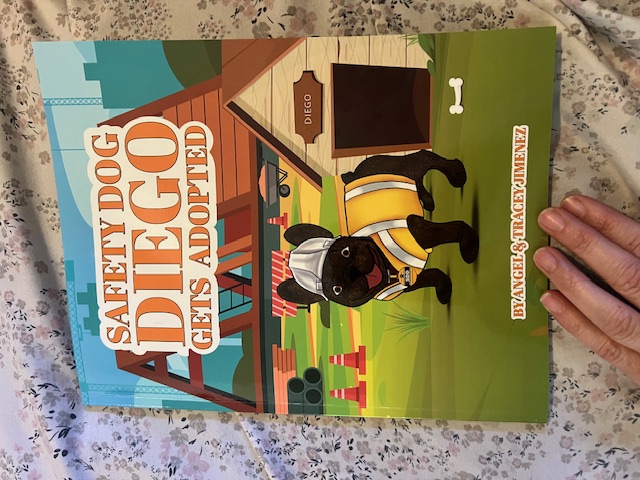 SAFETY DOG
DIEGO
GETS ADOPTED
DIEGO
BY ANGEL & TRACEY JIMENEZ